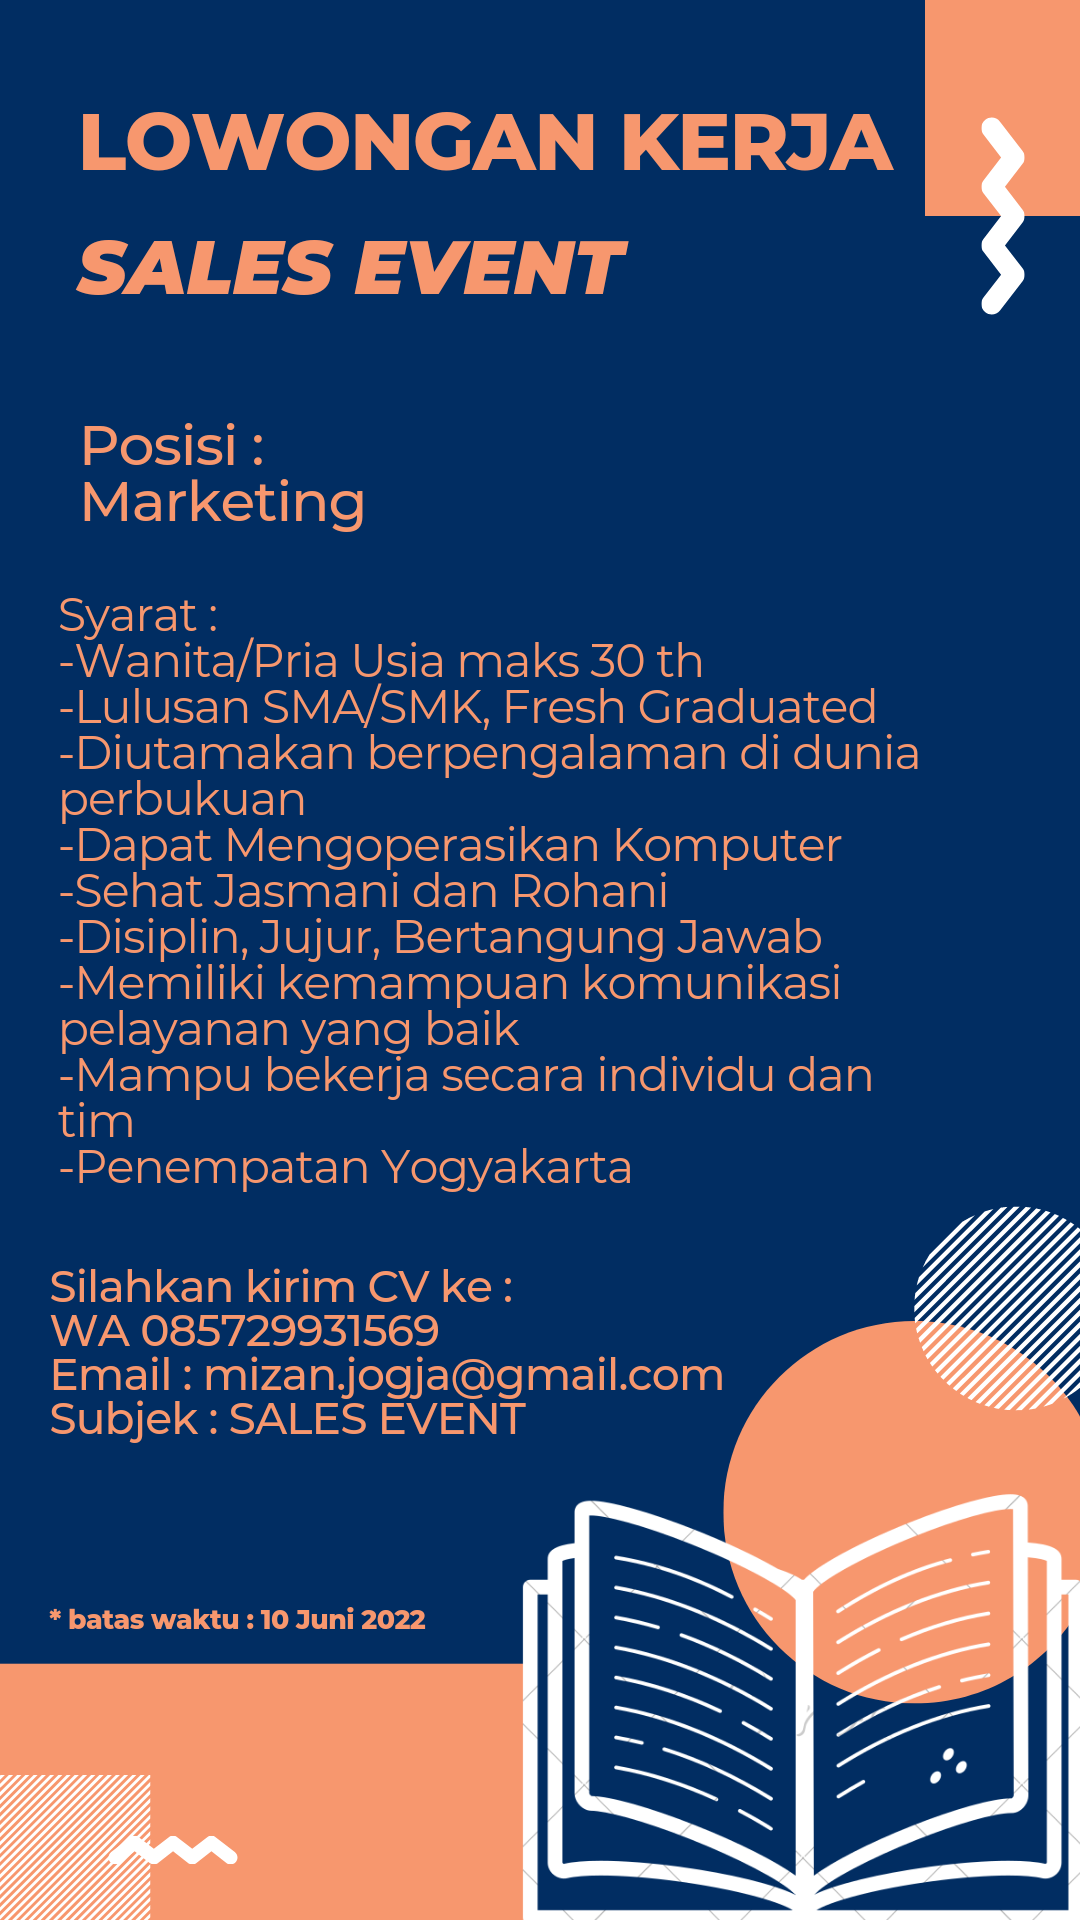 LOWONGAN KERJA
SALES EVENT
Posisi :
Marketing
Syarat :
-Wanita/Pria Usia maks 30 th
-Lulusan SMA/SMK, Fresh Graduated
-Diutamakan berpengalaman di dunia
perbukuan
-Dapat Mengoperasikan Komputer
-Sehat Jasmani dan Rohani
-Disiplin, Jujur, Bertangung Jawab
-Memiliki kemampuan komunikasi
pelayanan yang baik
-Mampu bekerja secara individu dan
tim
-Penempatan Yogyakarta
Silahkan kirim CV ke :
WA 085729931569
Email : mizan.jogja@gmail.com
Subjek : SALES EVENT
* batas waktu : 10 Juni 2022